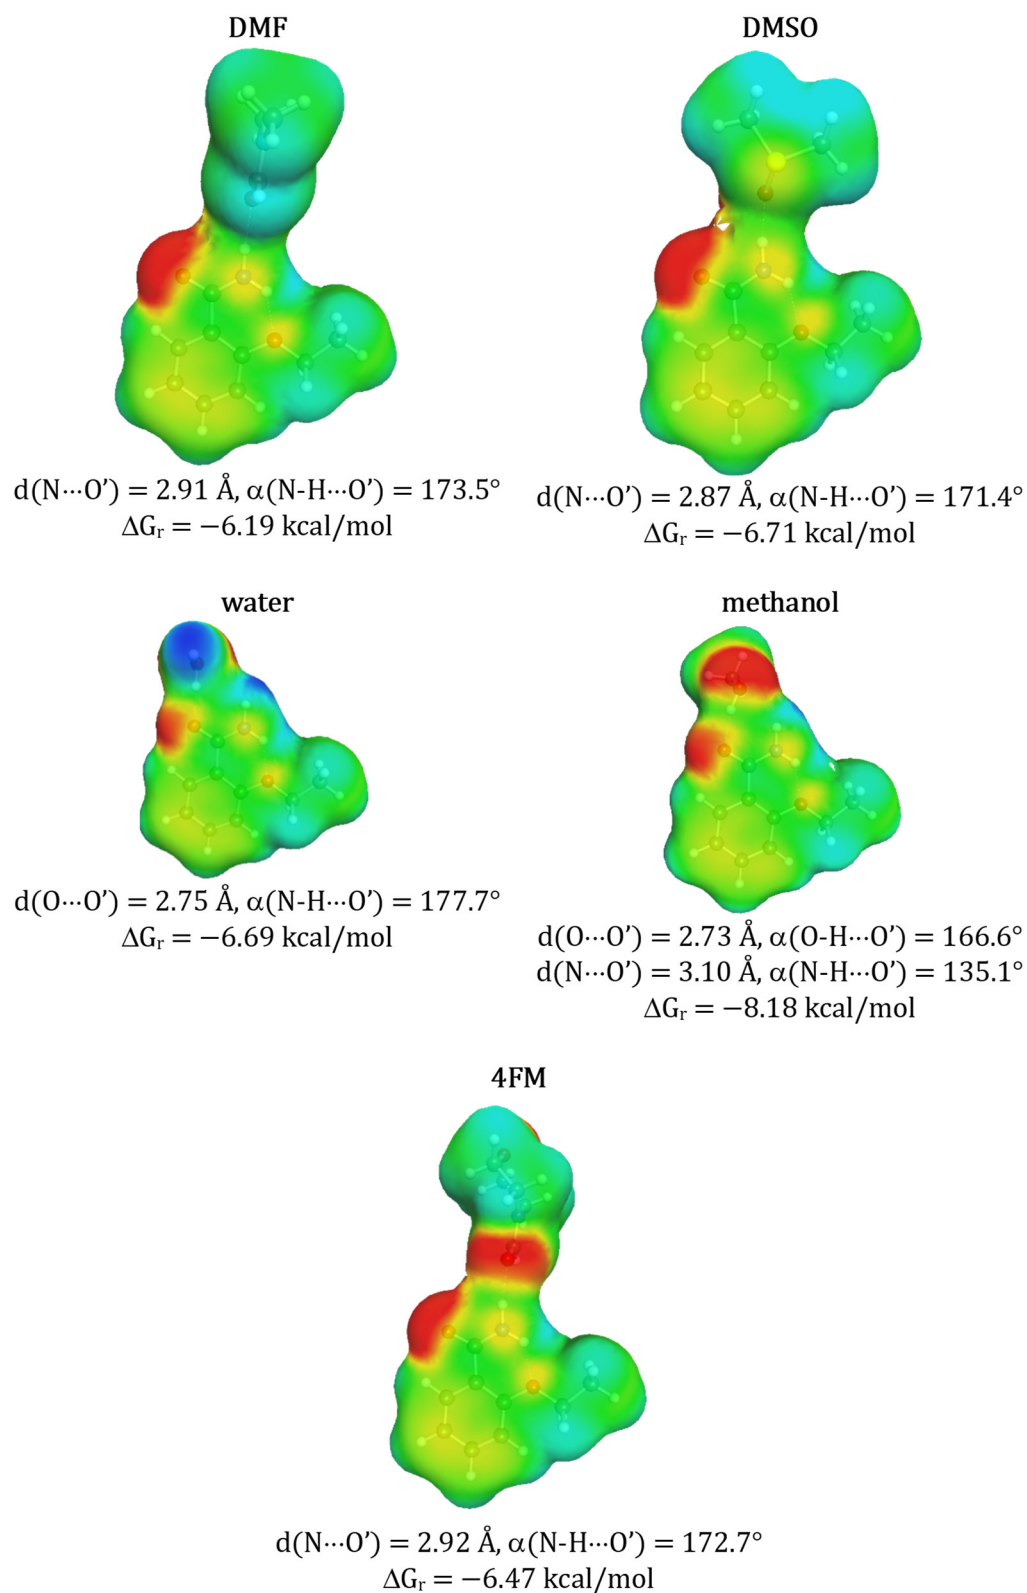 DMF
d(N···O’) = 2.91 Å, α(N-H···O’) = 173.5°
ΔGr = −6.19 kcal/mol
DMSO
d(N···O’) = 2.87 Å, α(N-H···O’) = 171.4°
ΔGr = −6.71 kcal/mol
water
d(O···O’) = 2.75 Å, α(N-H···O’) = 177.7°
ΔGr = −6.69 kcal/mol
methanol
d(O···O’) = 2.73 Å, α(O-H···O’) = 166.6°
d(N···O’) = 3.10 Å, α(N-H···O’) = 135.1°
ΔGr = −8.18 kcal/mol
4FM
d(N···O’) = 2.92 Å, α(N-H···O’) = 172.7°
ΔGr = −6.47 kcal/mol